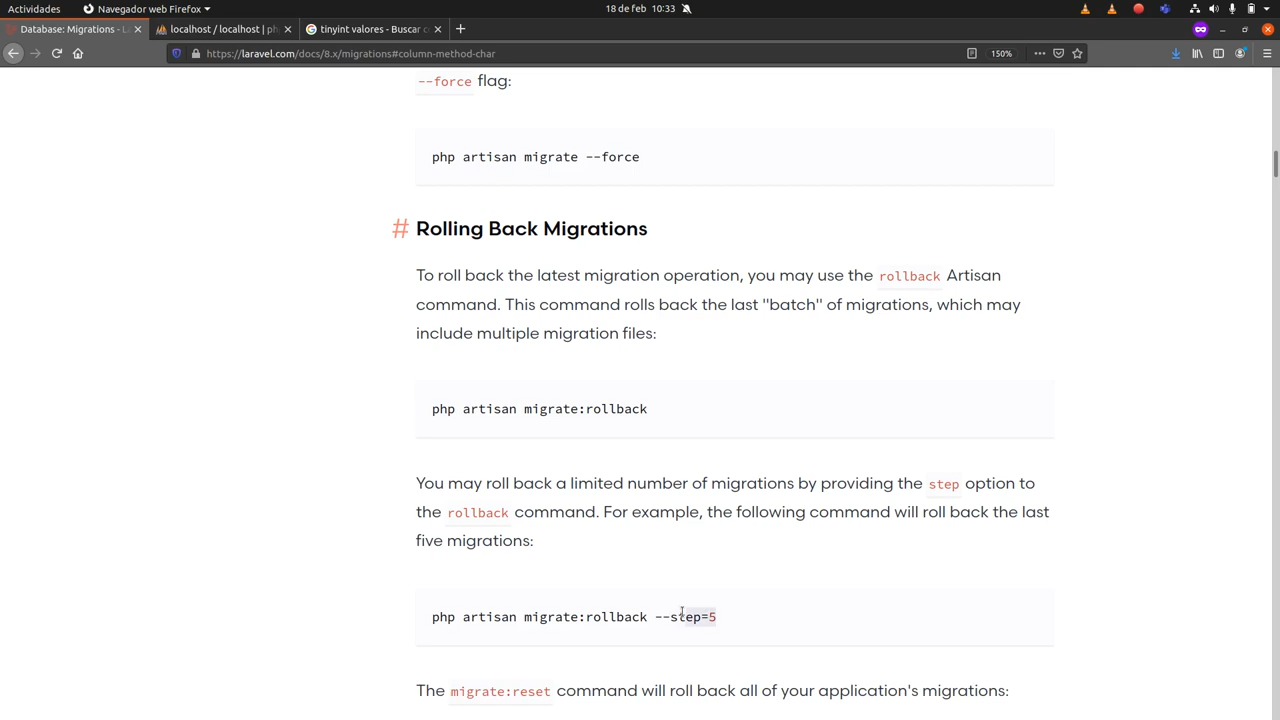 Actividades
Navegador web Firefox
18 de feb 10:33
Database: Migrations - La
localhost / localhost | ph
tinyint valores - Buscar c
https://laravel.com/docs/8.x/migrations#column-method-char
150%
--force flag:
php artisan migrate --force
# Rolling Back Migrations
To roll back the latest migration operation, you may use the rollback Artisan
command. This command rolls back the last "batch" of migrations, which may
include multiple migration files:
php artisan migrate:rollback
You may roll back a limited number of migrations by providing the step option to
the rollback command. For example, the following command will roll back the last
five migrations:
php artisan migrate:rollback --step=5
The migrate:reset command will roll back all of your application's migrations: